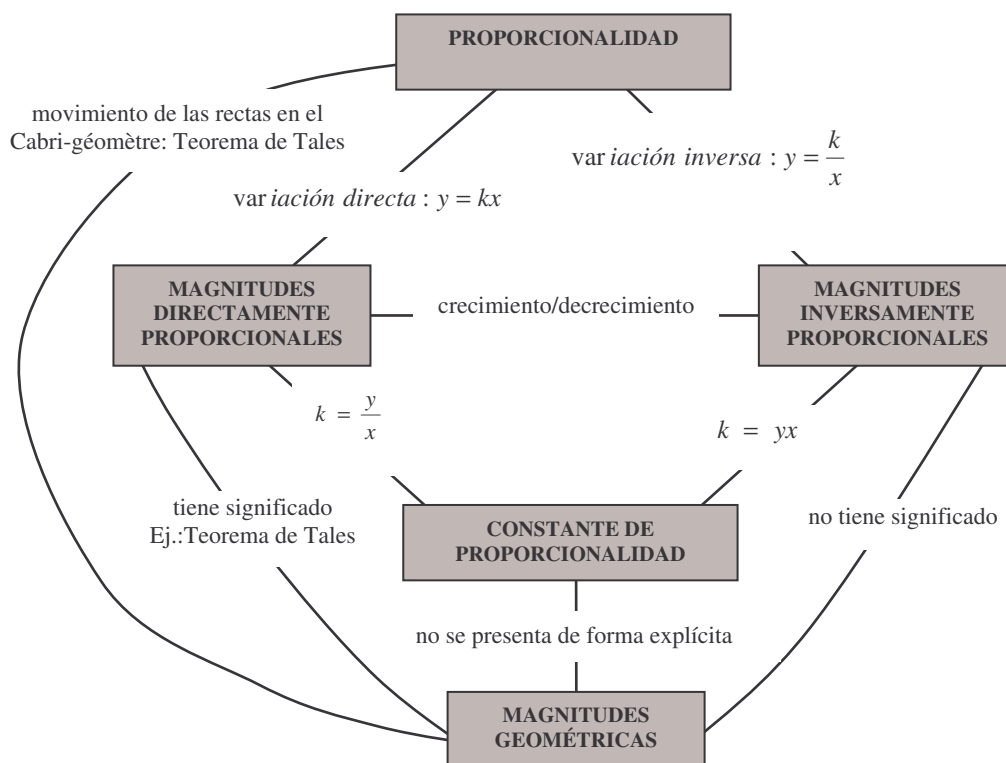 PROPORCIONALIDAD
movimiento de las rectas en el
Cabri-géomètre: Teorema de Tales
var iación inversa : y = k/x
var iación directa : y = kx
MAGNITUDES
DIRECTAMENTE
PROPORCIONALES
crecimiento/decrecimiento
MAGNITUDES
INVERSAMENTE
PROPORCIONALES
k = y/x
k = yx
tiene significado
Ej.:Teorema de Tales
CONSTANTE DE
PROPORCIONALIDAD
no tiene significado
no se presenta de forma explícita
MAGNITUDES
GEOMÉTRICAS